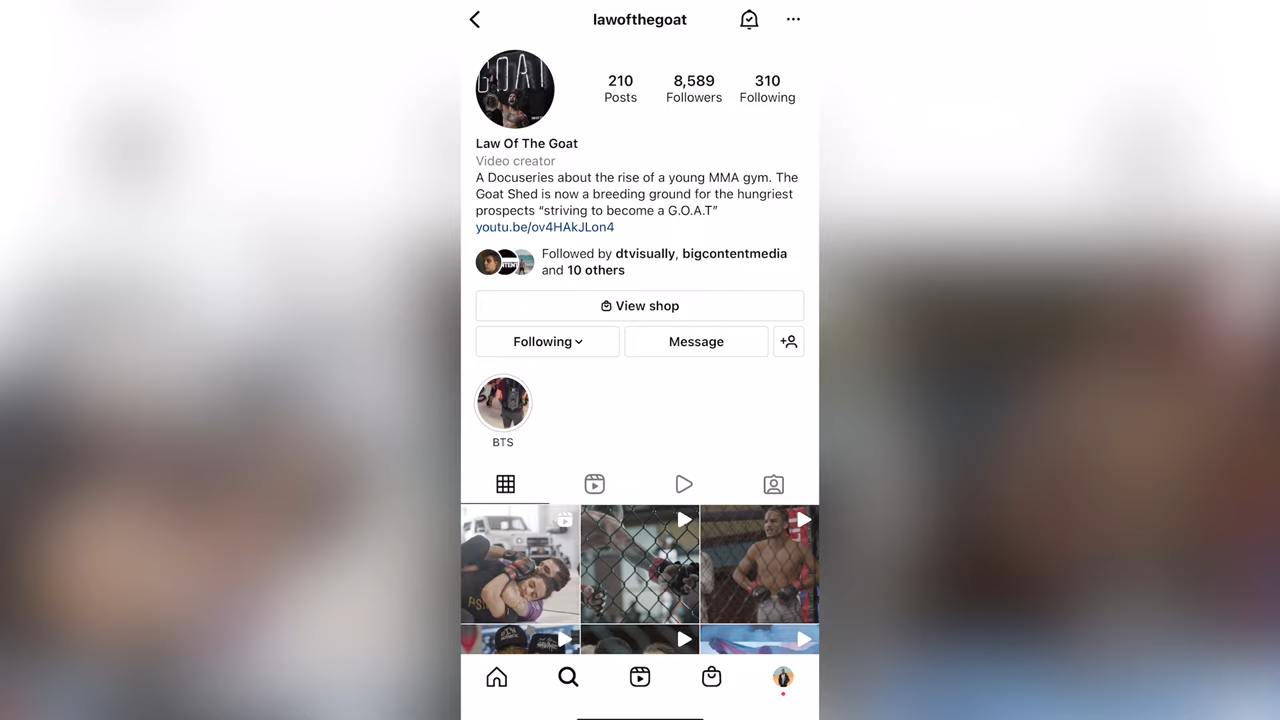 lawofthegoat
GOAT
210
Posts
8,589
Followers
310
Following
Law Of The Goat
Video creator
A Docuseries about the rise of a young MMA gym. The
Goat Shed is now a breeding ground for the hungriest
prospects “striving to become a G.O.A.T”
youtu.be/ov4HAkJLon4
Followed by dtvisually, bigcontentmedia
and 10 others
View shop
Following
Message
BTS